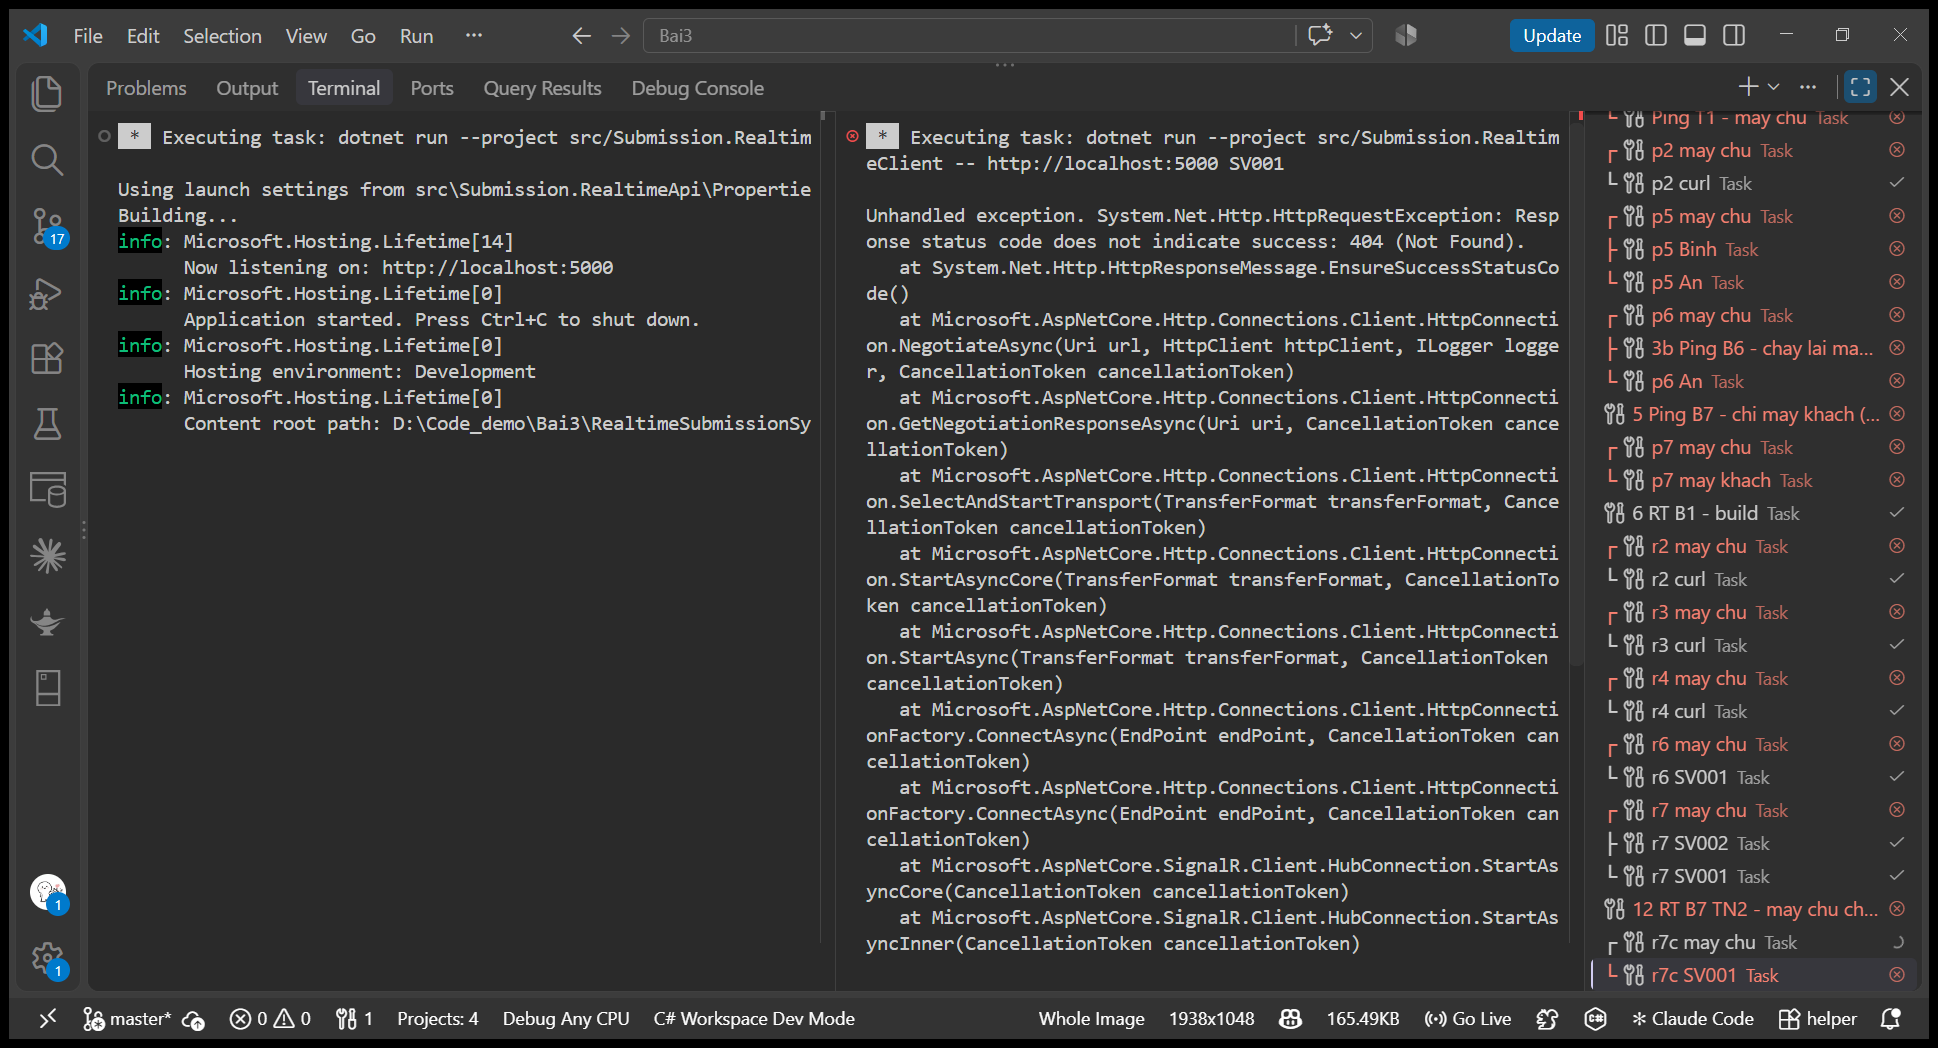 File Edit Selection View Go Run ··· Bai3 Update
Problems Output Terminal Ports Query Results Debug Console
* Executing task: dotnet run --project src/Submission.Realtim
Using launch settings from src\Submission.RealtimeApi\Propertie
Building...
info: Microsoft.Hosting.Lifetime[14]
Now listening on: http://localhost:5000
info: Microsoft.Hosting.Lifetime[0]
Application started. Press Ctrl+C to shut down.
info: Microsoft.Hosting.Lifetime[0]
Hosting environment: Development
info: Microsoft.Hosting.Lifetime[0]
Content root path: D:\Code_demo\Bai3\RealtimeSubmissionSy
* Executing task: dotnet run --project src/Submission.Realtim
eClient -- http://localhost:5000 SV001
Unhandled exception. System.Net.Http.HttpRequestException: Resp
onse status code does not indicate success: 404 (Not Found).
at System.Net.Http.HttpResponseMessage.EnsureSuccessStatusCo
de()
at Microsoft.AspNetCore.Http.Connections.Client.HttpConnecti
on.NegotiateAsync(Uri url, HttpClient httpClient, ILogger logge
r, CancellationToken cancellationToken)
at Microsoft.AspNetCore.Http.Connections.Client.HttpConnecti
on.GetNegotiationResponseAsync(Uri uri, CancellationToken cance
llationToken)
at Microsoft.AspNetCore.Http.Connections.Client.HttpConnecti
on.SelectAndStartTransport(TransferFormat transferFormat, Cance
llationToken cancellationToken)
at Microsoft.AspNetCore.Http.Connections.Client.HttpConnecti
on.StartAsyncCore(TransferFormat transferFormat, CancellationTo
ken cancellationToken)
at Microsoft.AspNetCore.Http.Connections.Client.HttpConnecti
on.StartAsync(TransferFormat transferFormat, CancellationToken
cancellationToken)
at Microsoft.AspNetCore.Http.Connections.Client.HttpConnecti
onFactory.ConnectAsync(EndPoint endPoint, CancellationToken can
cellationToken)
at Microsoft.AspNetCore.Http.Connections.Client.HttpConnecti
onFactory.ConnectAsync(EndPoint endPoint, CancellationToken can
cellationToken)
at Microsoft.AspNetCore.SignalR.Client.HubConnection.StartAs
yncCore(CancellationToken cancellationToken)
at Microsoft.AspNetCore.SignalR.Client.HubConnection.StartAs
yncInner(CancellationToken cancellationToken)
Ping T1 - may chu Task
p2 may chu Task
p2 curl Task
p5 may chu Task
p5 Binh Task
p5 An Task
p6 may chu Task
3b Ping B6 - chay lai ma...
p6 An Task
5 Ping B7 - chi may khach (...
p7 may chu Task
p7 may khach Task
6 RT B1 - build Task
r2 may chu Task
r2 curl Task
r3 may chu Task
r3 curl Task
r4 may chu Task
r4 curl Task
r6 may chu Task
r6 SV001 Task
r7 may chu Task
r7 SV002 Task
r7 SV001 Task
12 RT B7 TN2 - may chu ch...
r7c may chu Task
r7c SV001 Task
17
1
1
master* 0 0 1 Projects: 4 Debug Any CPU C# Workspace Dev Mode Whole Image 1938x1048 165.49KB Go Live C# Claude Code helper